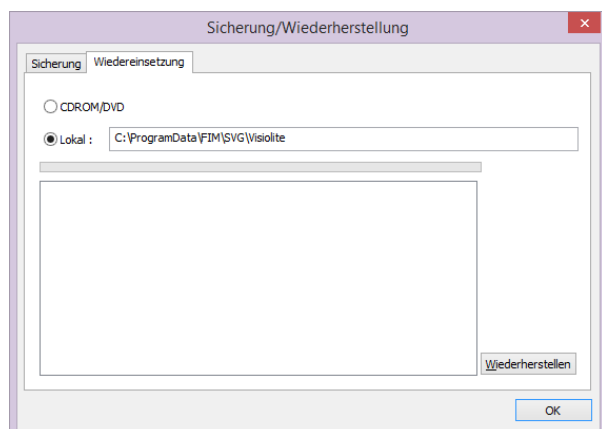 Sicherung/Wiederherstellung
Sicherung Wiedereinsetzung
CDROM/DVD
Lokal : C:\ProgramData\FIM\SVG\Visiolite
Wiederherstellen
OK